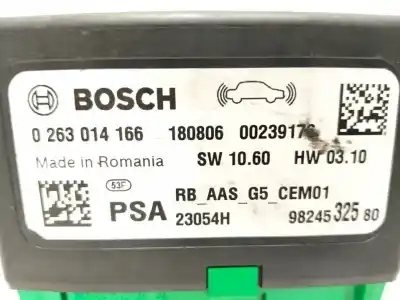 BOSCH
0 263 014 166 180806 0023917
Made in Romania SW 10.60 HW 03.10
53F RB_AAS_G5_CEM01
PSA 23054H 98245 325 80